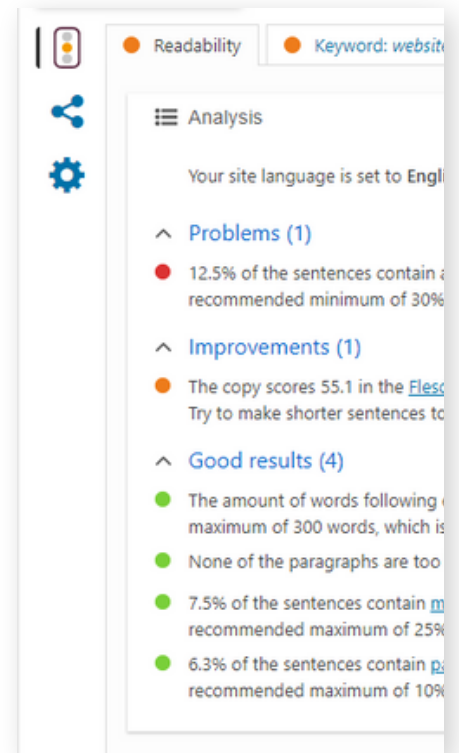 Readability
Keyword: website
Analysis
Your site language is set to Engli
Problems (1)
12.5% of the sentences contain
recommended minimum of 30%
Improvements (1)
The copy scores 55.1 in the Flesc
Try to make shorter sentences to
Good results (4)
The amount of words following
maximum of 300 words, which is
None of the paragraphs are too
7.5% of the sentences contain
recommended maximum of 25%
6.3% of the sentences contain
recommended maximum of 10%